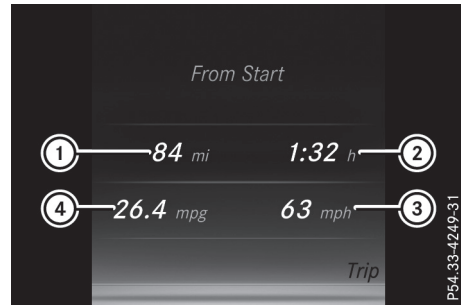 From Start
1 84 mi 1:32 h 2
4 26.4 mpg 63 mph 3
Trip
P54.33-4249-31